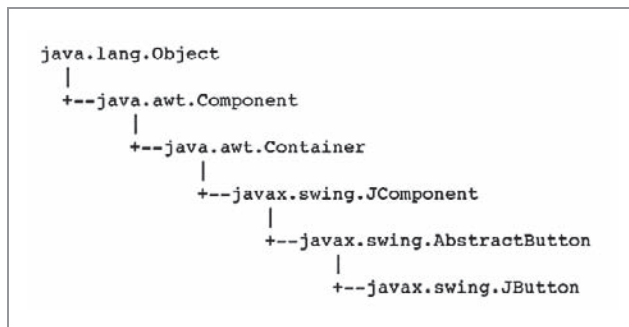 java.lang.Object
|
+--java.awt.Component
|
+--java.awt.Container
|
+--javax.swing.JComponent
|
+--javax.swing.AbstractButton
|
+--javax.swing.JButton